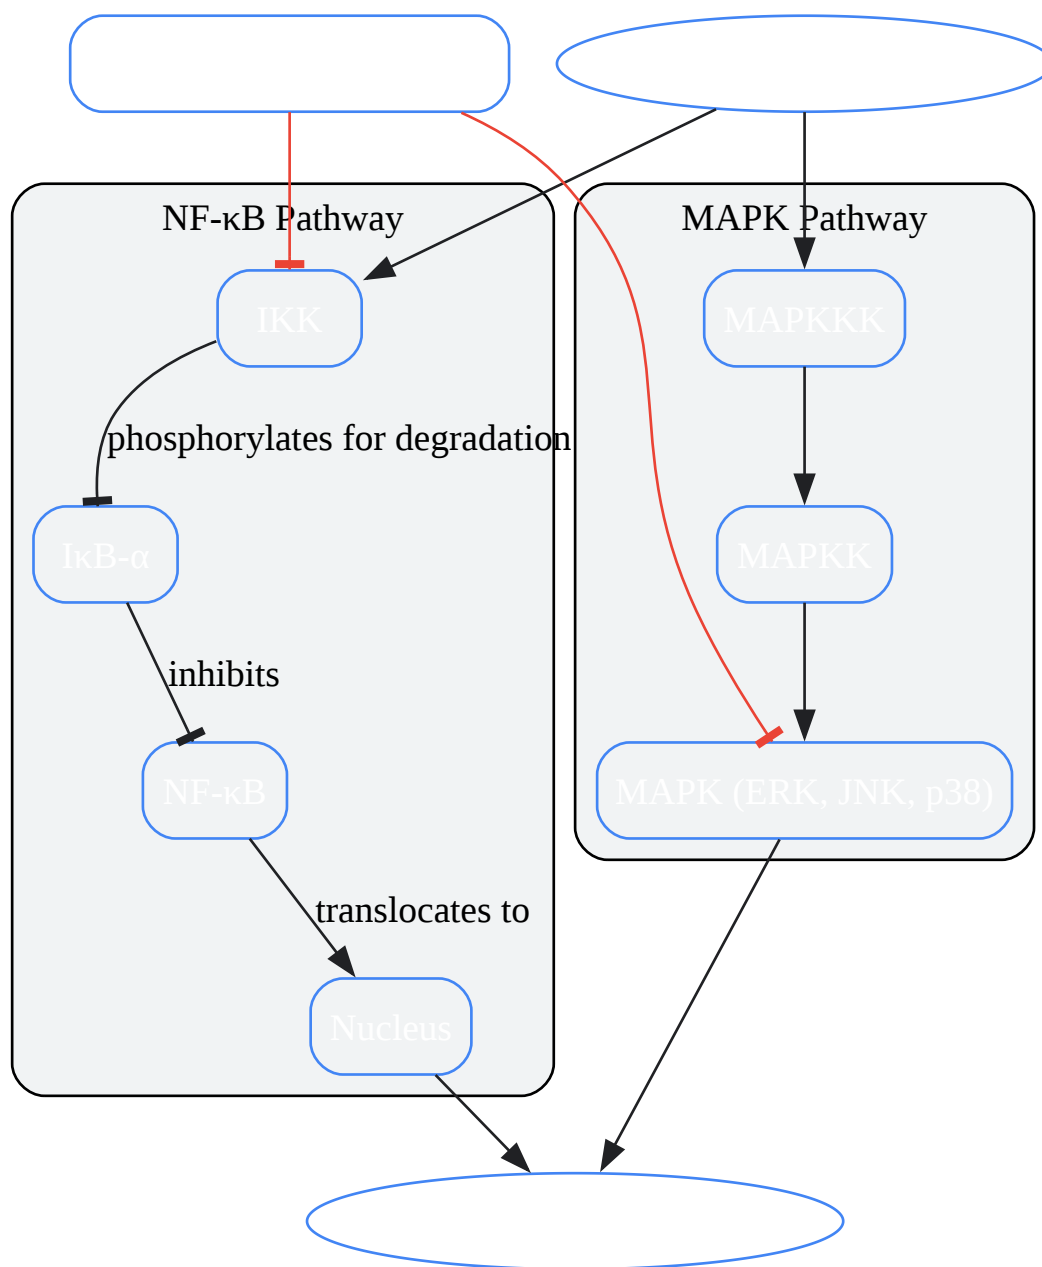 NF-κB Pathway
MAPK Pathway
IKK
MAPKKK
phosphorylates for degradation
IκB-α
MAPKK
inhibits
NF-κB
MAPK (ERK, JNK, p38)
translocates to
Nucleus